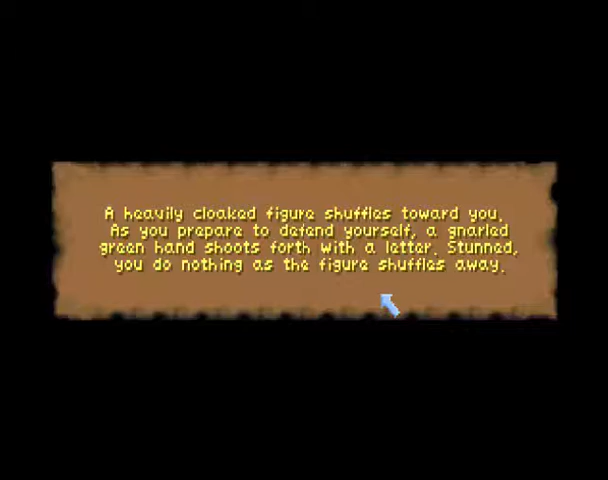 A heavily cloaked figure shuffles toward you.
As you prepare to defend yourself, a gnarled
green hand shoots forth with a letter. Stunned,
you do nothing as the figure shuffles away.